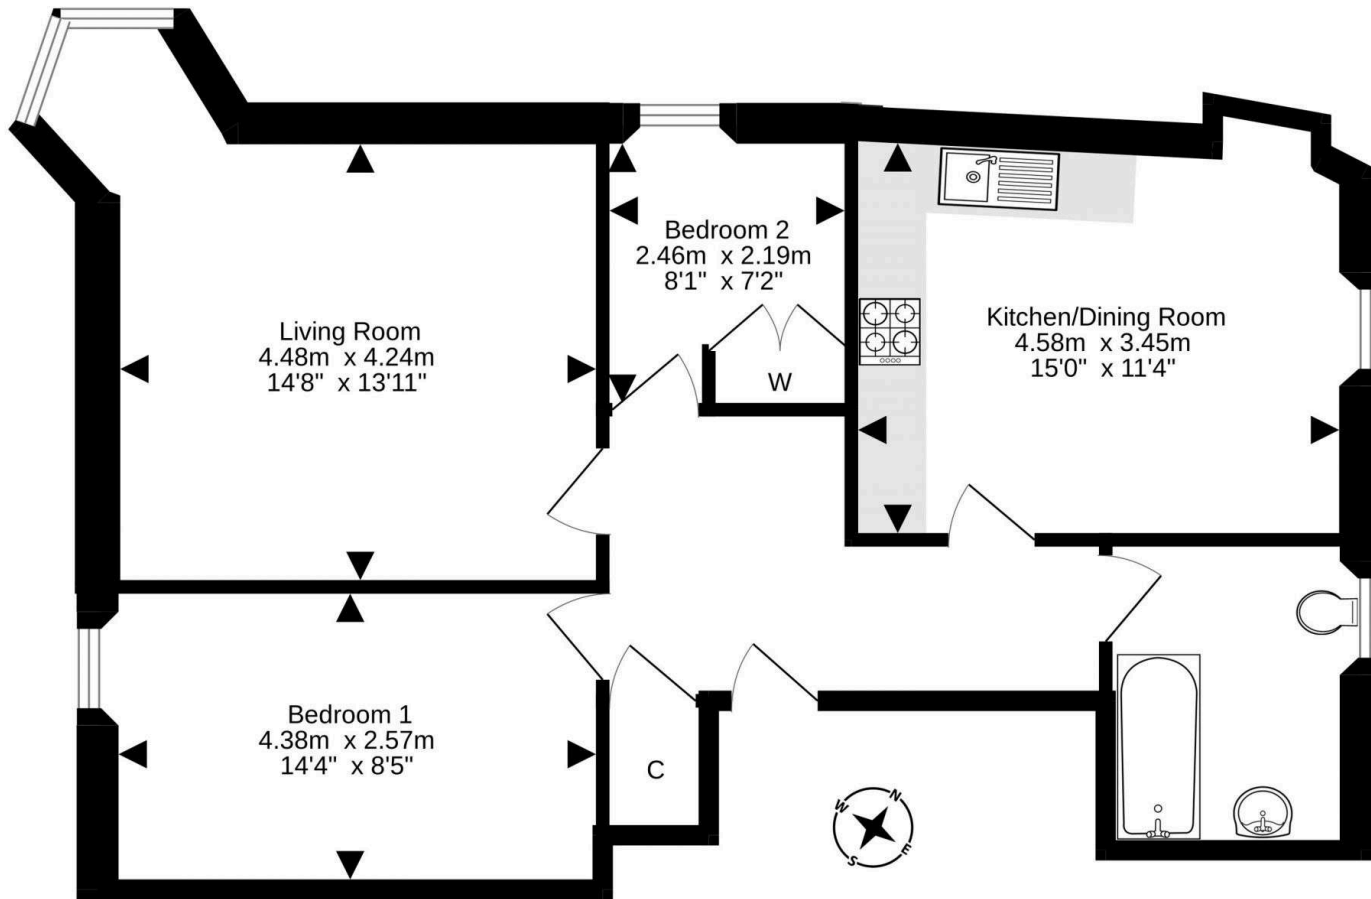 Bedroom 2
2.46m x 2.19m
8'1" x 7'2"
Living Room
4.48m x 4.24m
14'8" x 13'11"
Kitchen/Dining Room
4.58m x 3.45m
15'0" x 11'4"
W
Bedroom 1
4.38m x 2.57m
14'4" x 8'5"
C
N
W
E
S